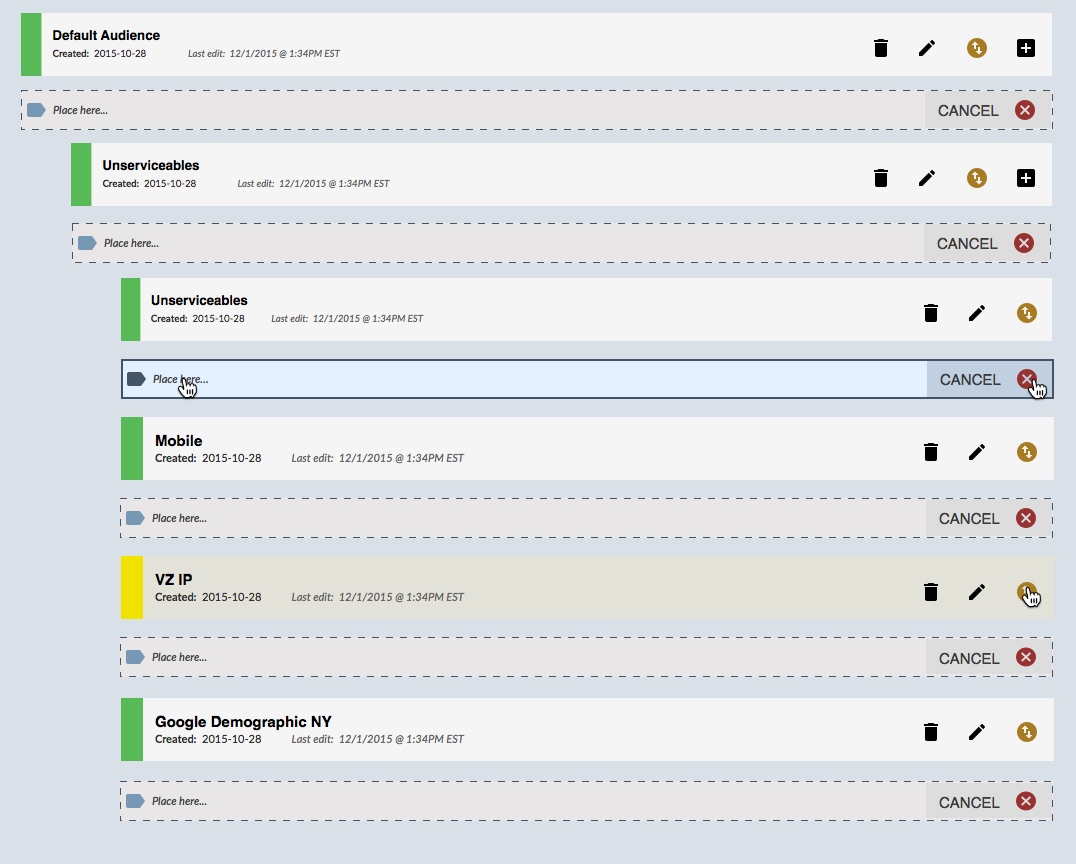 Default Audience
Created: 2015-10-28 Last edit: 12/1/2015 @ 1:34PM EST
Place here... CANCEL
Unserviceables
Created: 2015-10-28 Last edit: 12/1/2015 @ 1:34PM EST
Place here... CANCEL
Unserviceables
Created: 2015-10-28 Last edit: 12/1/2015 @ 1:34PM EST
Place here... CANCEL
Mobile
Created: 2015-10-28 Last edit: 12/1/2015 @ 1:34PM EST
Place here... CANCEL
VZ IP
Created: 2015-10-28 Last edit: 12/1/2015 @ 1:34PM EST
Place here... CANCEL
Google Demographic NY
Created: 2015-10-28 Last edit: 12/1/2015 @ 1:34PM EST
Place here... CANCEL